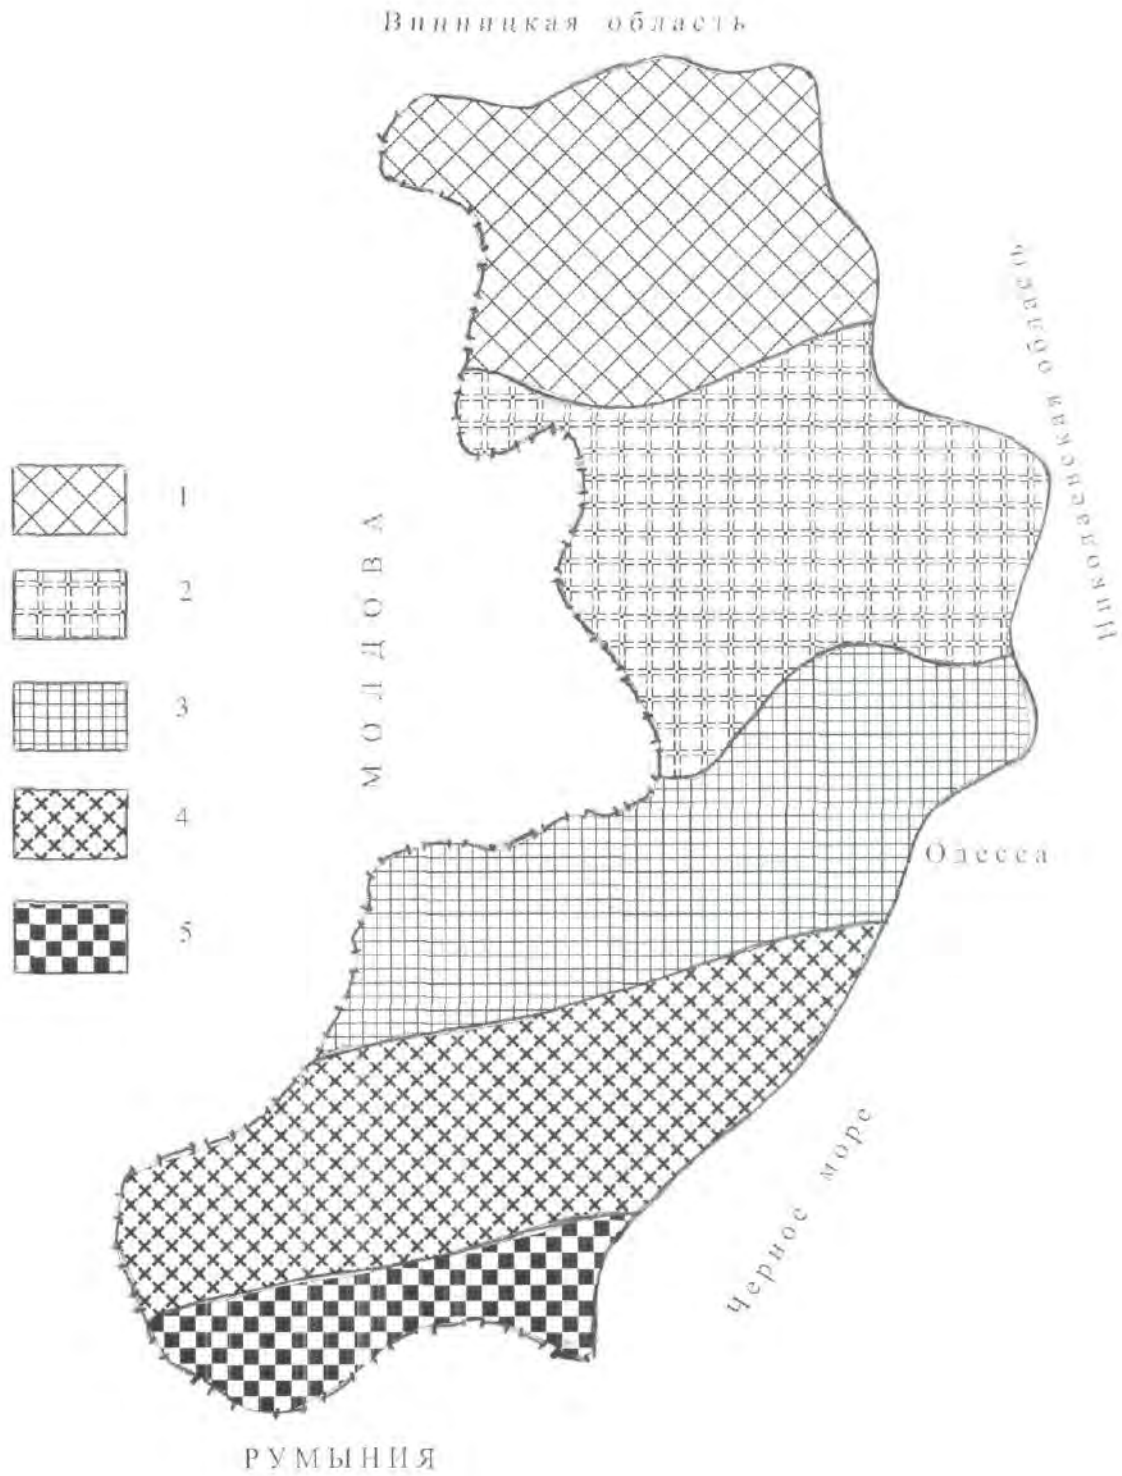 Винницкая область
Николаевская область
1
2
3
4
5
МОЛДОВА
Одесса
Черное море
РУМЫНИЯ